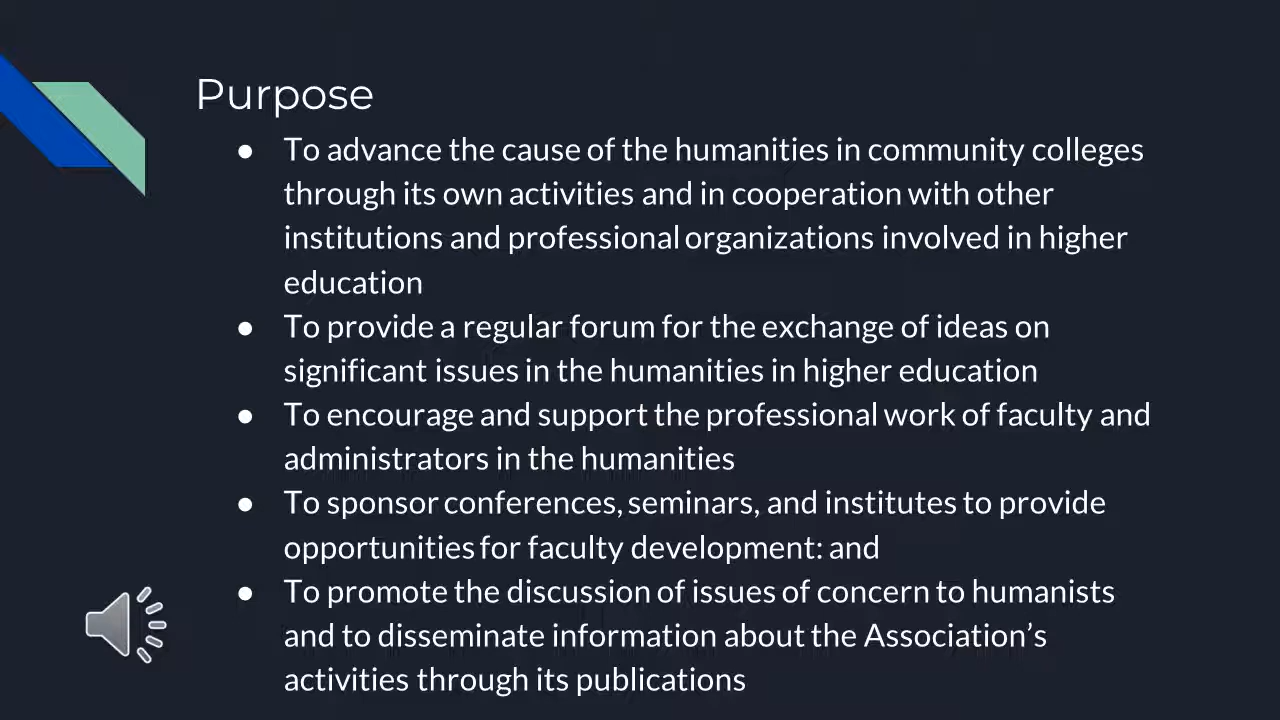 Purpose
● To advance the cause of the humanities in community colleges
through its own activities and in cooperation with other
institutions and professional organizations involved in higher
education
● To provide a regular forum for the exchange of ideas on
significant issues in the humanities in higher education
● To encourage and support the professional work of faculty and
administrators in the humanities
● To sponsor conferences, seminars, and institutes to provide
opportunities for faculty development: and
● To promote the discussion of issues of concern to humanists
and to disseminate information about the Association’s
activities through its publications